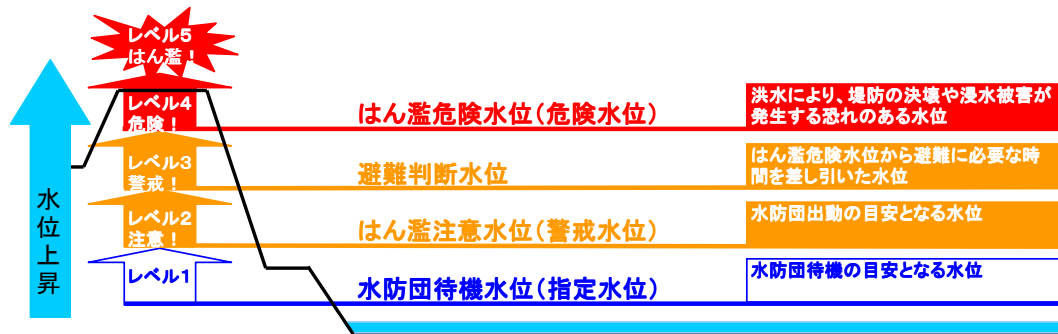 レベル5
はん濫!
レベル4
危険!
はん濫危険水位(危険水位)
洪水により、堤防の決壊や浸水被害が
発生する恐れのある水位
レベル3
警戒!
避難判断水位
はん濫危険水位から避難に必要な時
間を差し引いた水位
レベル2
注意!
はん濫注意水位(警戒水位)
水防団出動の目安となる水位
レベル1
水防団待機水位(指定水位)
水防団待機の目安となる水位
水位上昇